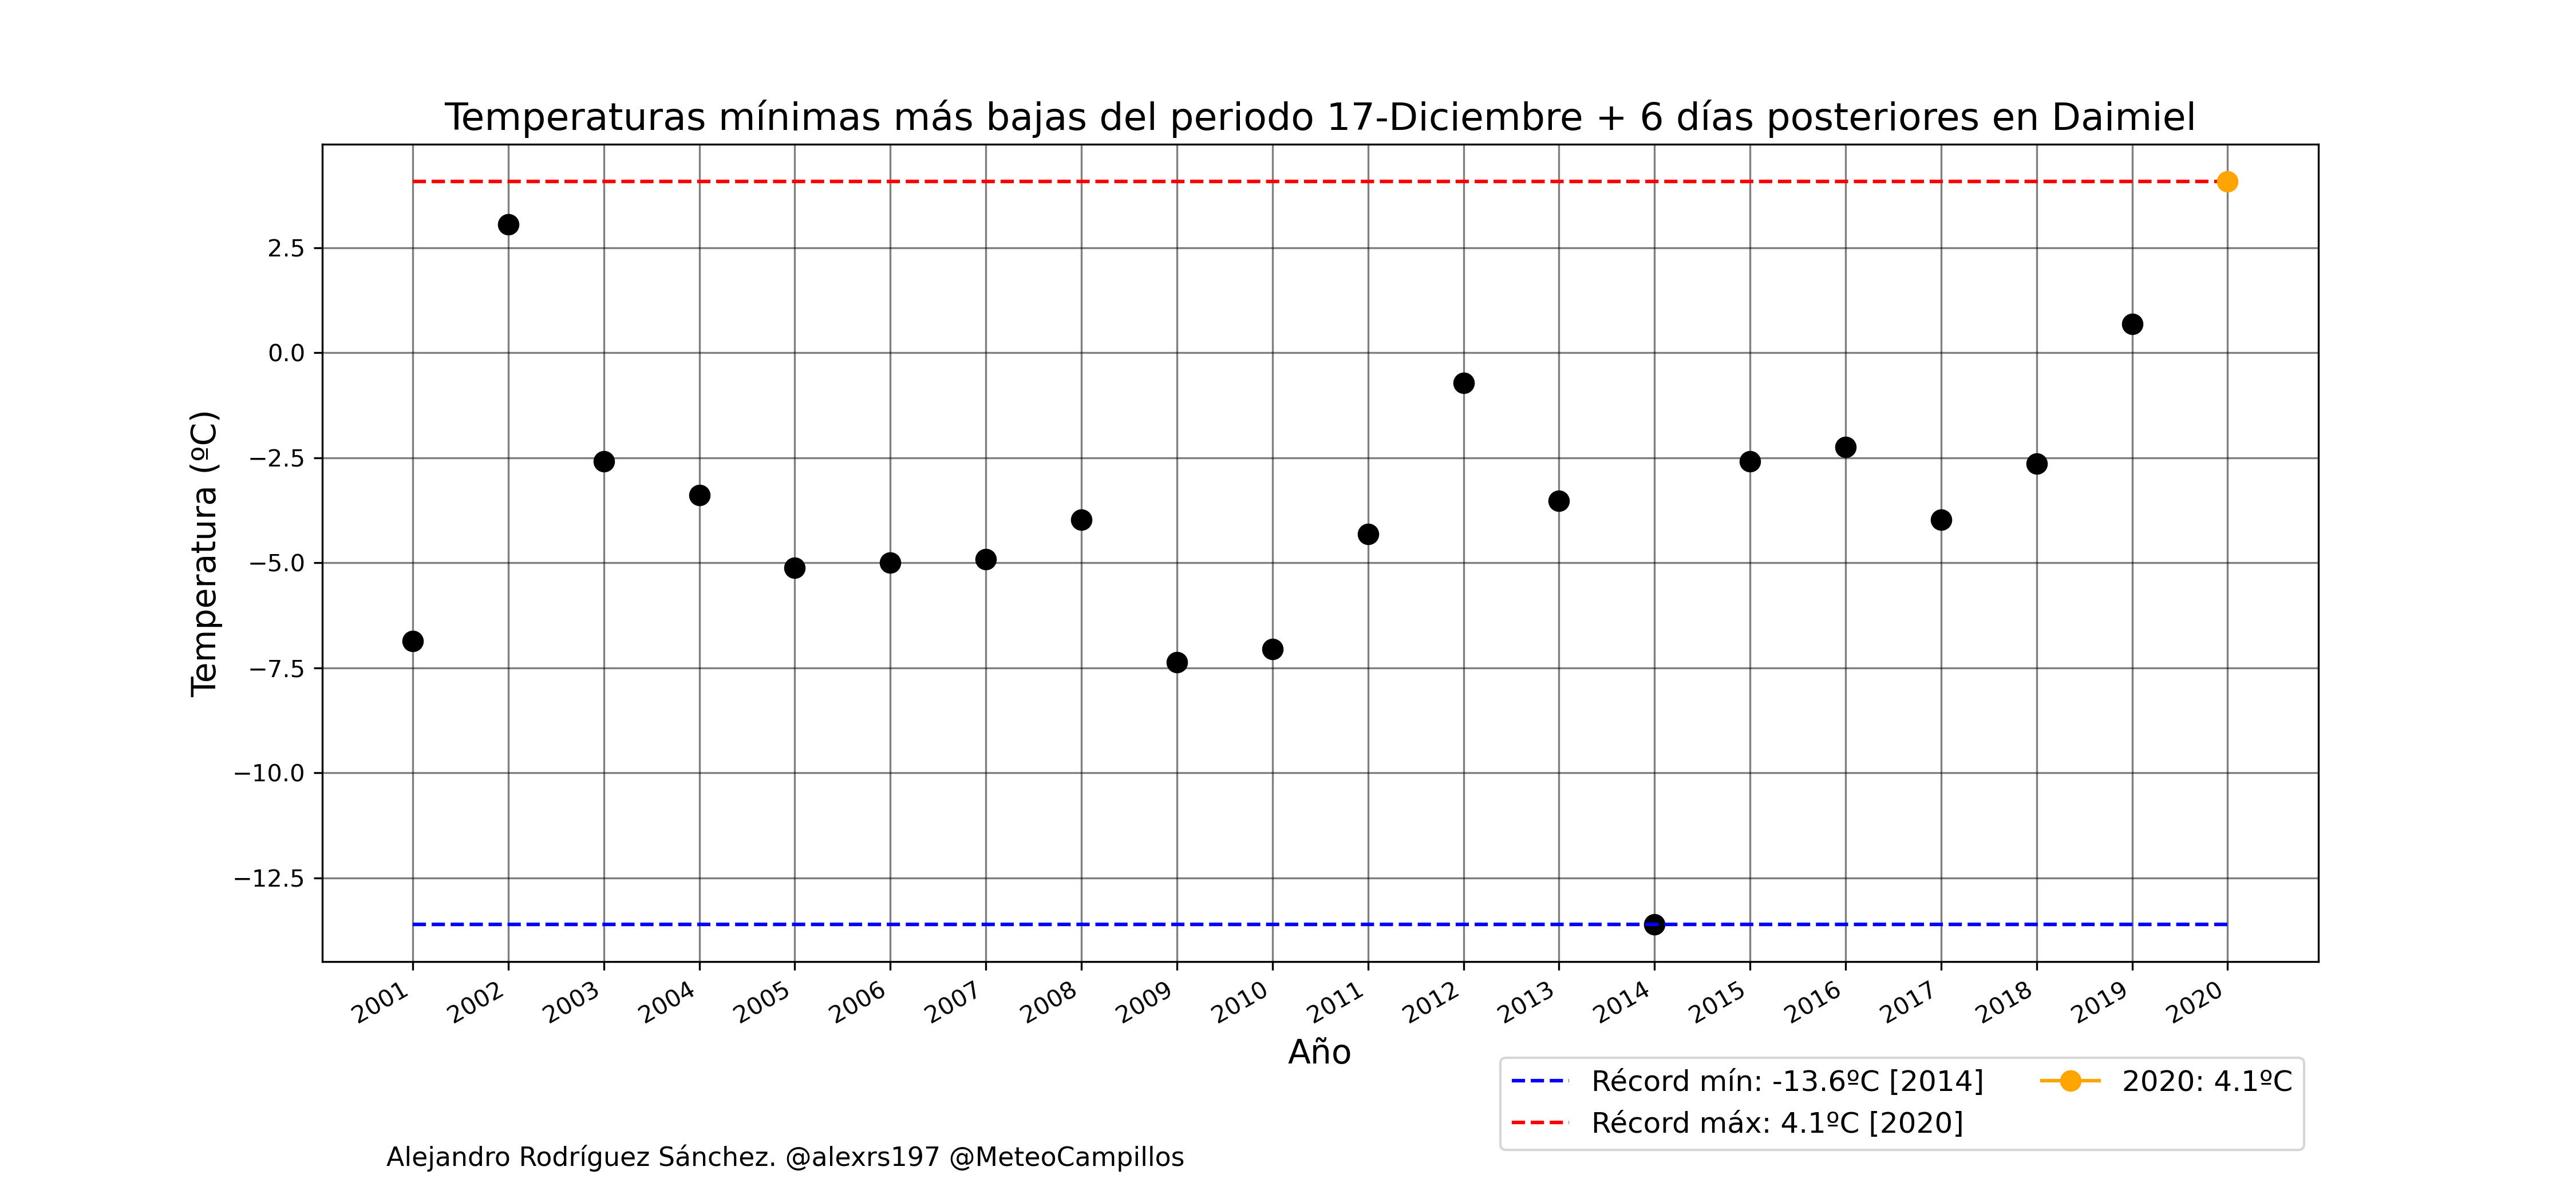 Temperaturas mínimas más bajas del periodo 17-Diciembre + 6 días posteriores en Daimiel
Temperatura (ºC)
2.5
0.0
−2.5
−5.0
−7.5
−10.0
−12.5
2001 2002 2003 2004 2005 2006 2007 2008 2009 2010 2011 2012 2013 2014 2015 2016 2017 2018 2019 2020
Año
Récord mín: -13.6ºC [2014]
Récord máx: 4.1ºC [2020]
2020: 4.1ºC
Alejandro Rodríguez Sánchez. @alexrs197 @MeteoCampillos